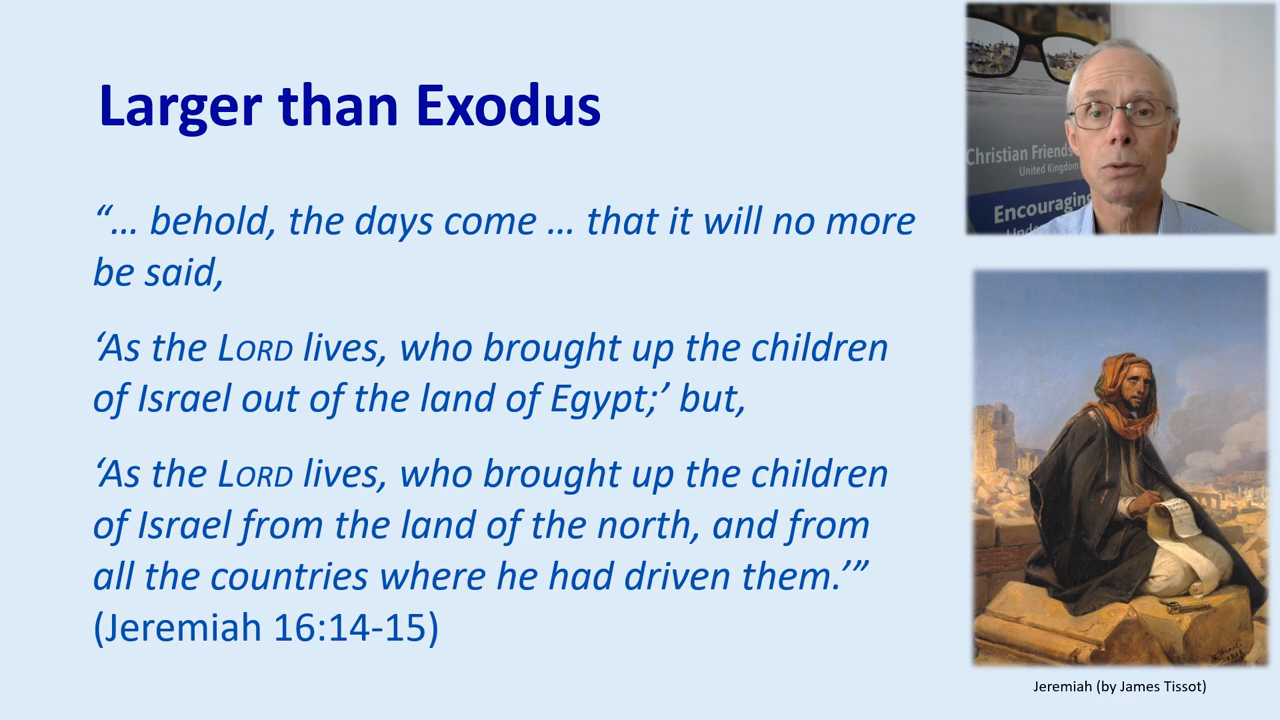 Larger than Exodus
“… behold, the days come … that it will no more
be said,
‘As the LORD lives, who brought up the children
of Israel out of the land of Egypt;’ but,
‘As the LORD lives, who brought up the children
of Israel from the land of the north, and from
all the countries where he had driven them.’”
(Jeremiah 16:14-15)
Christian Friends
United Kingdom
Encouraging
Jeremiah (by James Tissot)